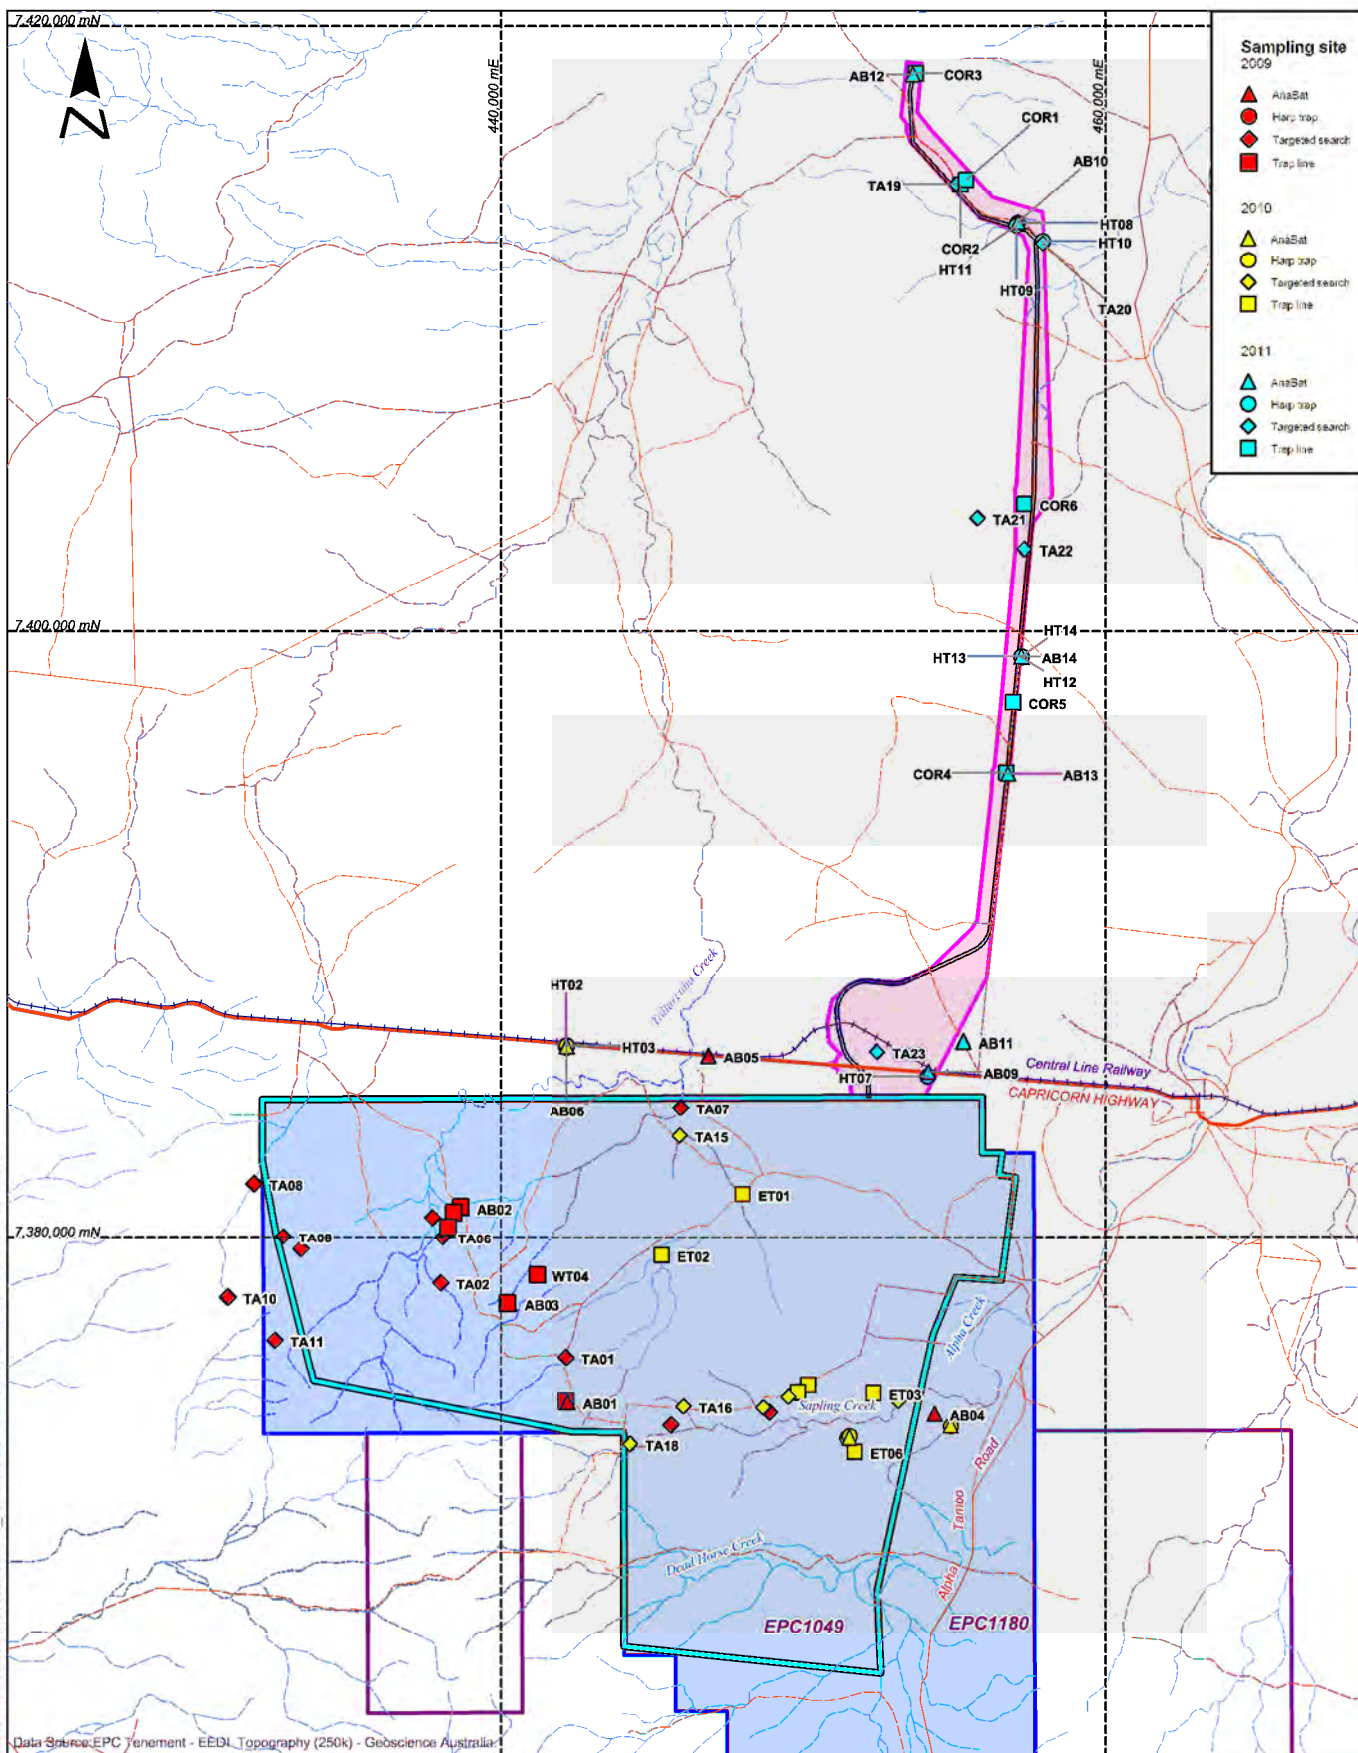 7,420,000 mN
440,000 mE
460,000 mE
N
Sampling site
2009
AnaBat
Harp trap
Targeted search
Trap line
2010
AnaBat
Harp trap
Targeted search
Trap line
2011
AnaBat
Harp trap
Targeted search
Trap line
AB12
COR3
COR1
AB10
TA19
HT08
COR2
HT10
HT11
HT09
TA20
COR6
TA21
TA22
7,400,000 mN
HT14
HT13
AB14
HT12
COR5
COR4
AB13
HT02
HT03
AB05
TA23
AB11
HT07
AB09
Central Line Railway
CAPRICORN HIGHWAY
AB06
TA07
TA15
TA08
ET01
AB02
7,380,000 mN
TA09
TA06
ET02
WT04
TA02
TA10
AB03
Alpha Creek
TA11
TA01
AB01
TA16
Sapling Creek
ET03
AB04
TA18
ET06
Alpha Tambo Road
Dead Horse Creek
EPC1049
EPC1180
Data Source:EPC Tenement - EEDI, Topography (250k) - Geoscience Australia.